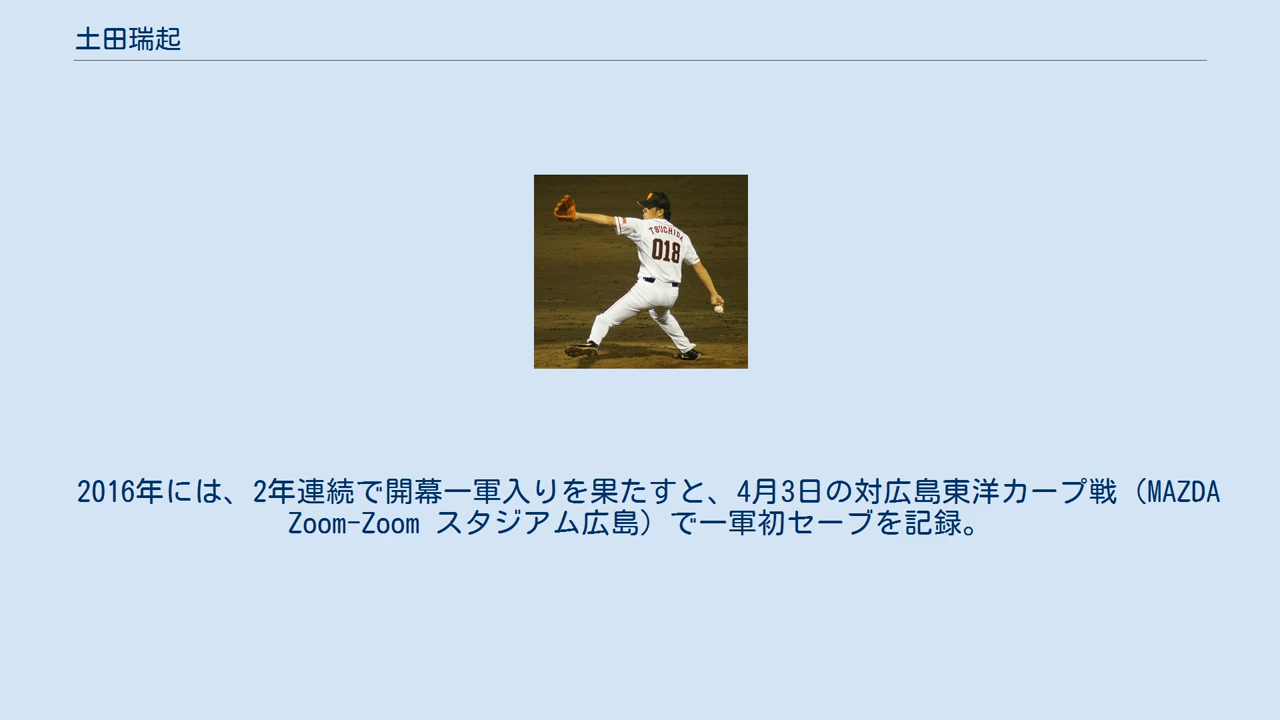 土田瑞起
TSUCHIDA
018
2016年には、2年連続で開幕一軍入りを果たすと、4月3日の対広島東洋カープ戦（MAZDA
Zoom-Zoom スタジアム広島）で一軍初セーブを記録。